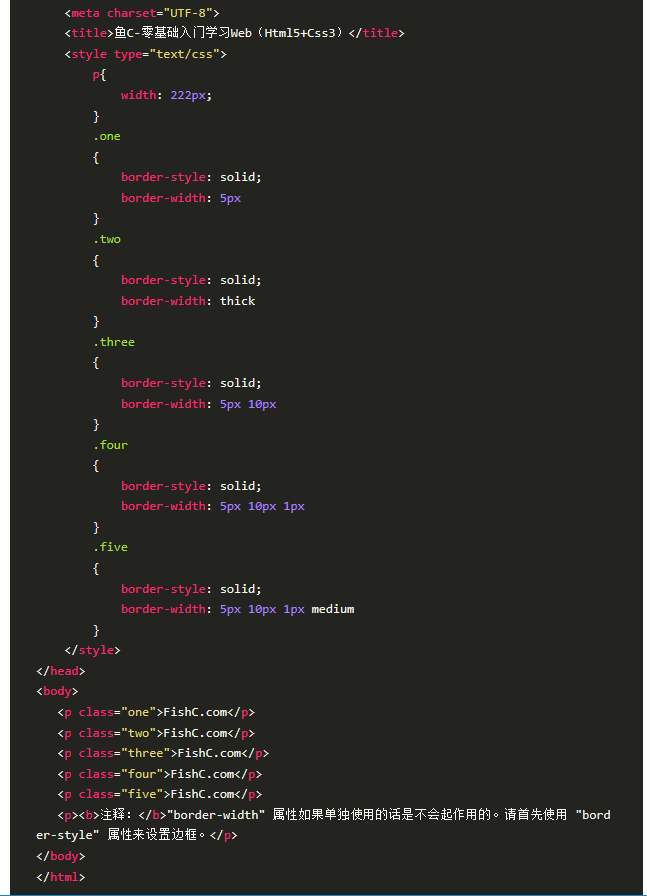 <meta charset="UTF-8">
<title>鱼C-零基础入门学习Web（Html5+Css3）</title>
<style type="text/css">
p{
width: 222px;
}
.one
{
border-style: solid;
border-width: 5px
}
.two
{
border-style: solid;
border-width: thick
}
.three
{
border-style: solid;
border-width: 5px 10px
}
.four
{
border-style: solid;
border-width: 5px 10px 1px
}
.five
{
border-style: solid;
border-width: 5px 10px 1px medium
}
</style>
</head>
<body>
<p class="one">FishC.com</p>
<p class="two">FishC.com</p>
<p class="three">FishC.com</p>
<p class="four">FishC.com</p>
<p class="five">FishC.com</p>
<p><b>注释：</b>"border-width" 属性如果单独使用的话是不会起作用的。请首先使用 "bord
er-style" 属性来设置边框。</p>
</body>
</html>